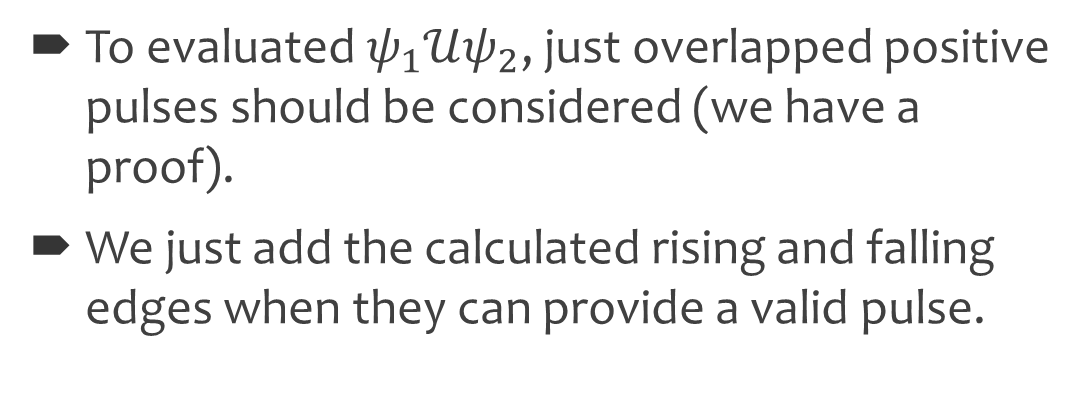 To evaluated 𝜓₁𝒰𝜓₂, just overlapped positive
pulses should be considered (we have a
proof).
We just add the calculated rising and falling
edges when they can provide a valid pulse.